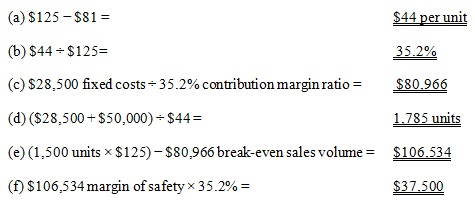 (a) $125 – $81 = $44 per unit
(b) $44 ÷ $125= 35.2%
(c) $28,500 fixed costs ÷ 35.2% contribution margin ratio = $80,966
(d) ($28,500 + $50,000) ÷ $44= 1,785 units
(e) (1,500 units × $125) – $80,966 break-even sales volume = $106,534
(f) $106,534 margin of safety × 35.2% = $37,500